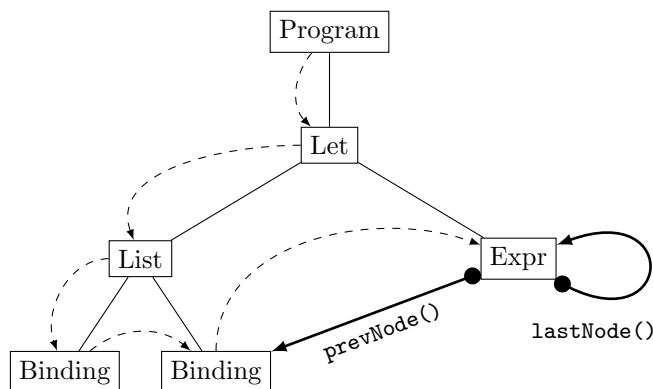 Program
Let
List
Expr
lastNode()
prevNode()
Binding
Binding